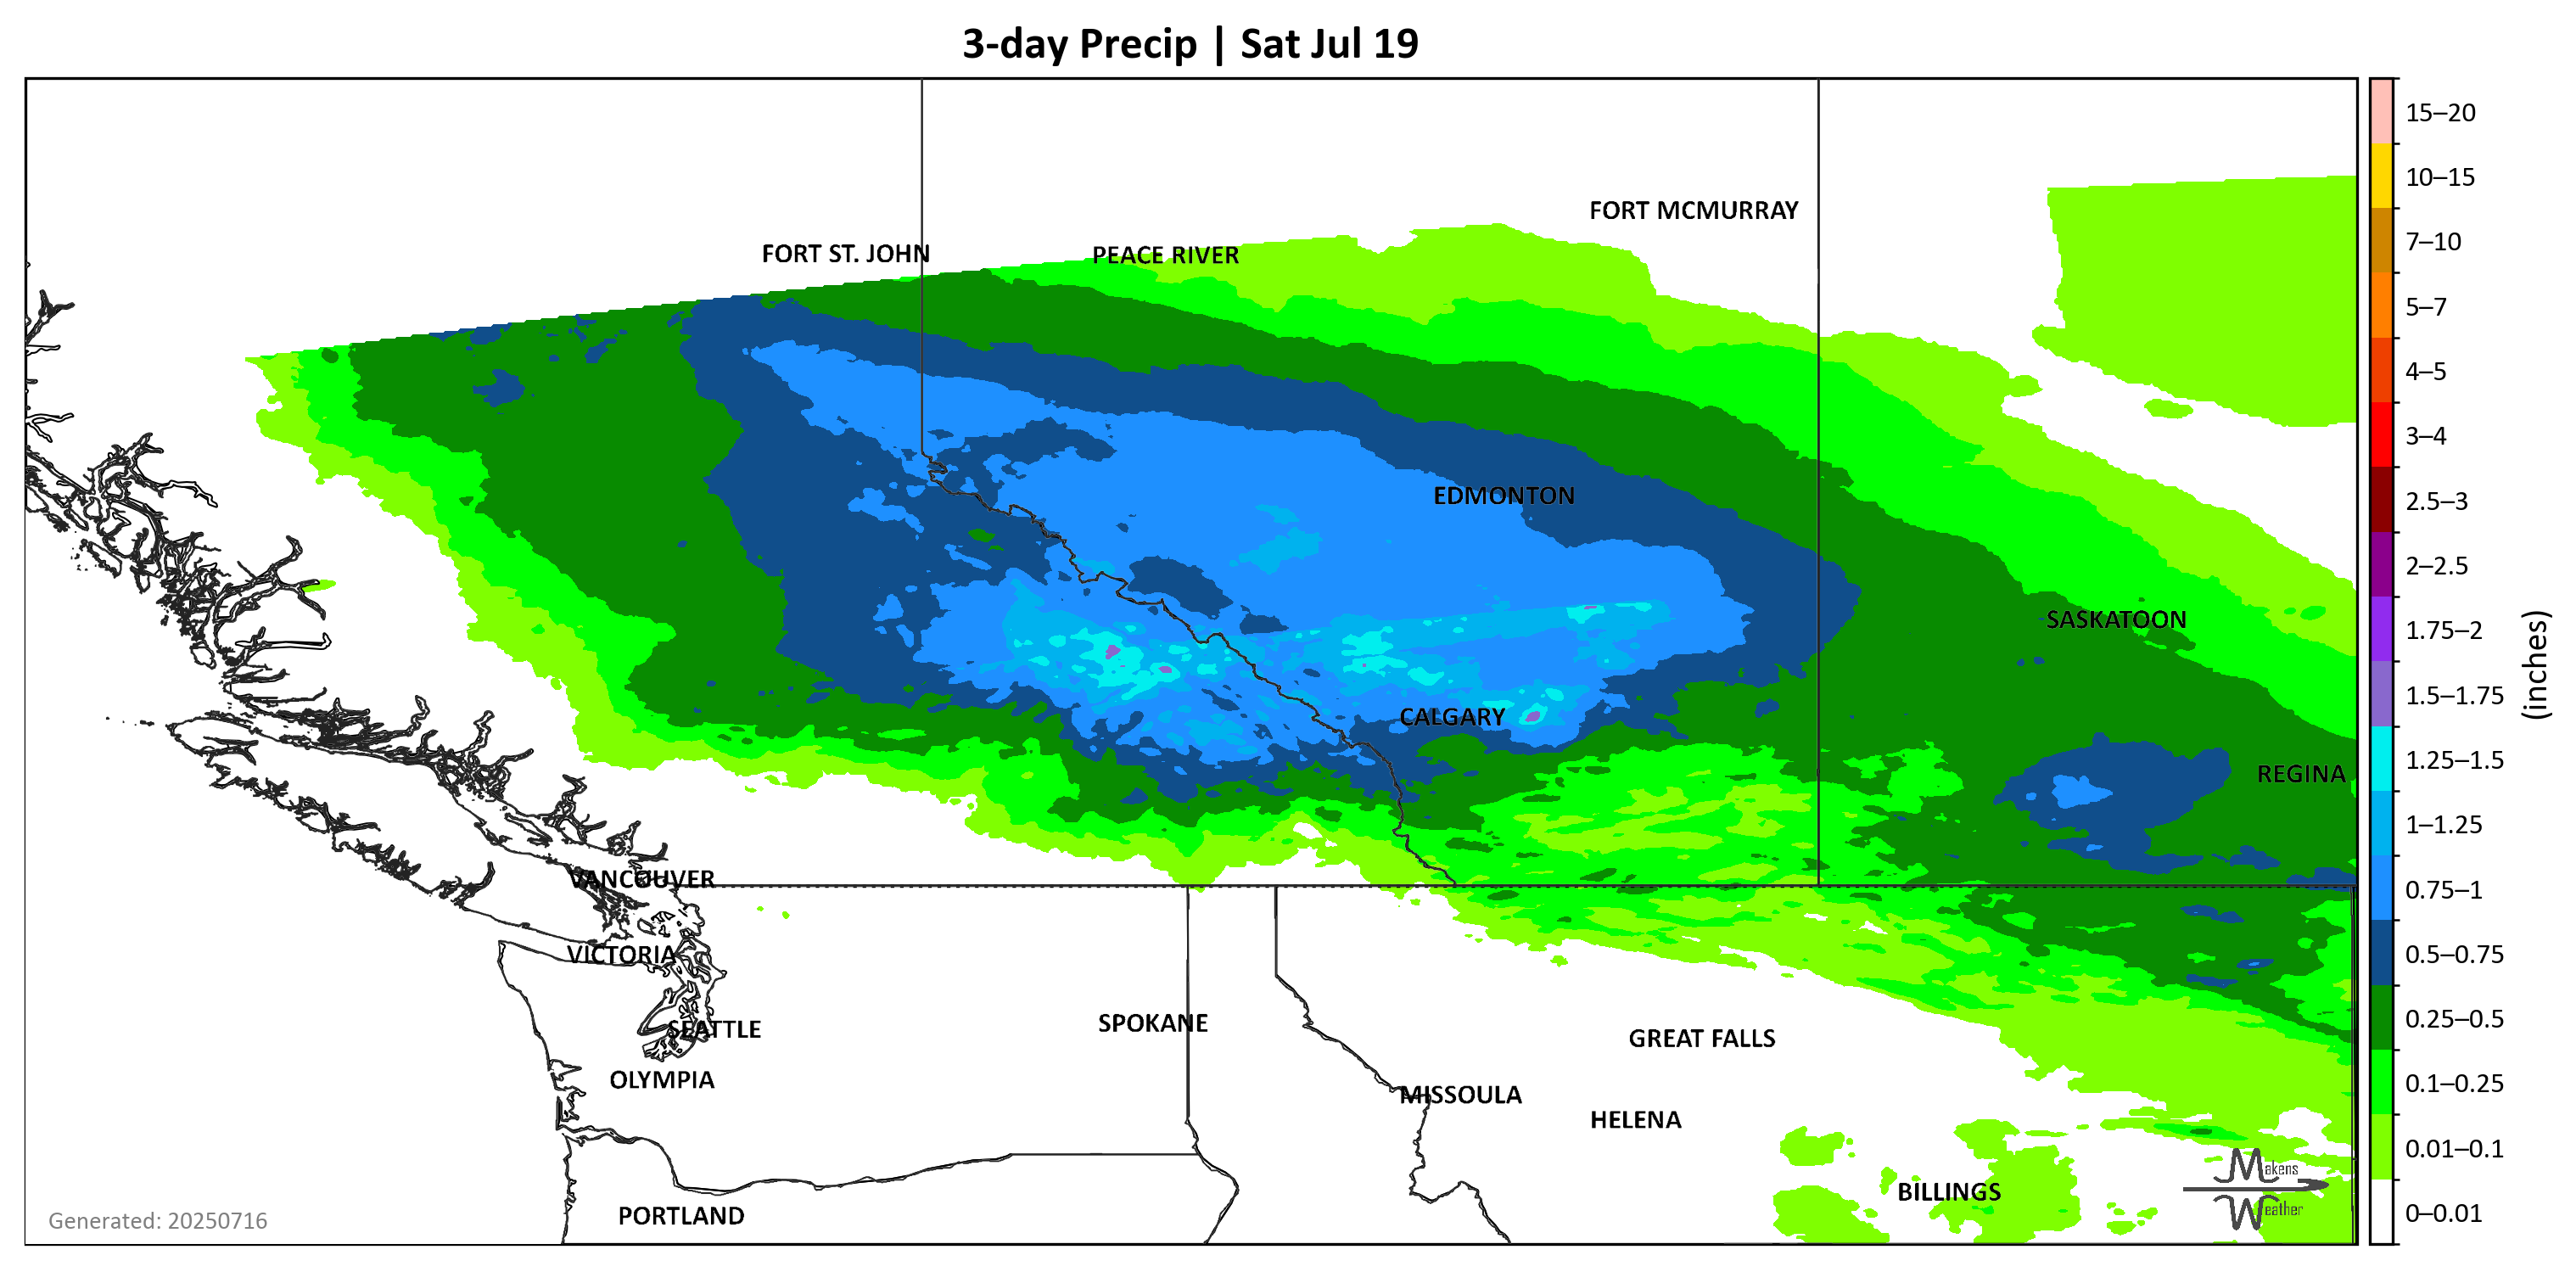 3-day Precip | Sat Jul 19
15–20
10–15
FORT MCMURRAY
FORT ST. JOHN
PEACE RIVER
7–10
5–7
4–5
3–4
EDMONTON
2.5–3
2–2.5
SASKATOON
1.75–2
(inches)
1.5–1.75
CALGARY
1.25–1.5
REGINA
1–1.25
VANCOUVER
0.75–1
VICTORIA
0.5–0.75
SPOKANE
SEATTLE
0.25–0.5
GREAT FALLS
OLYMPIA
0.1–0.25
MISSOULA
HELENA
0.01–0.1
Makens
Weather
BILLINGS
PORTLAND
0–0.01
Generated: 20250716